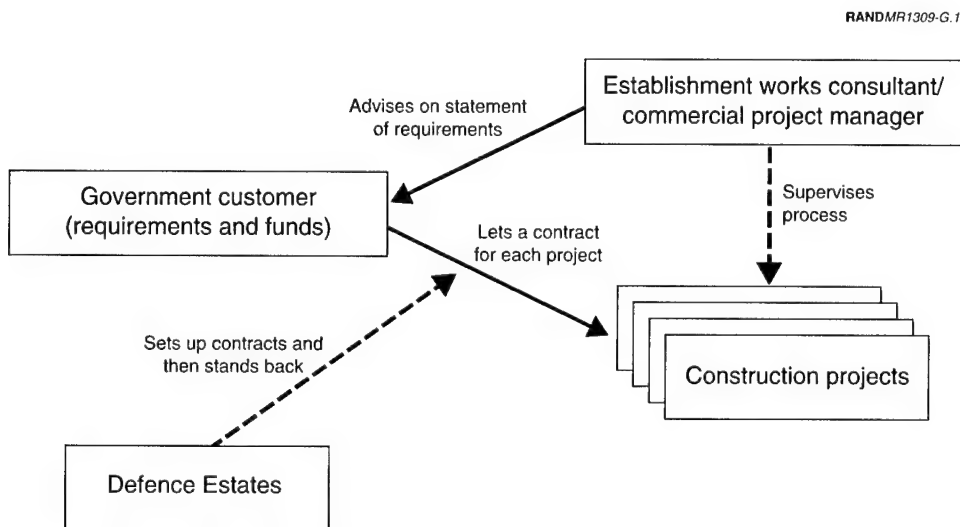 RANDMR1309-G.1
Establishment works consultant/
commercial project manager
Advises on statement
of requirements
Government customer
(requirements and funds)
Supervises
process
Lets a contract
for each project
Sets up contracts and
then stands back
Construction projects
Defence Estates